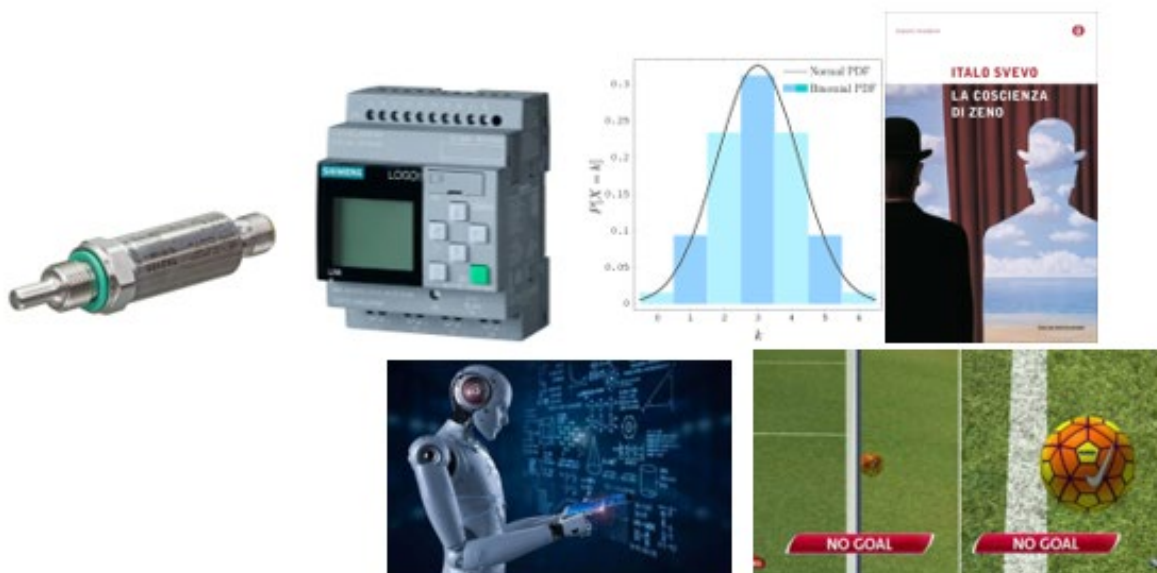 SIEMENS
LOGO!
0.3
0.25
0.2
0.15
0.1
0.05
0
P[X = k]
Normal PDF
Binomial PDF
0 1 2 3 4 5 6
k
ITALO SVEVO
LA COSCIENZA
DI ZENO
NO GOAL
NO GOAL